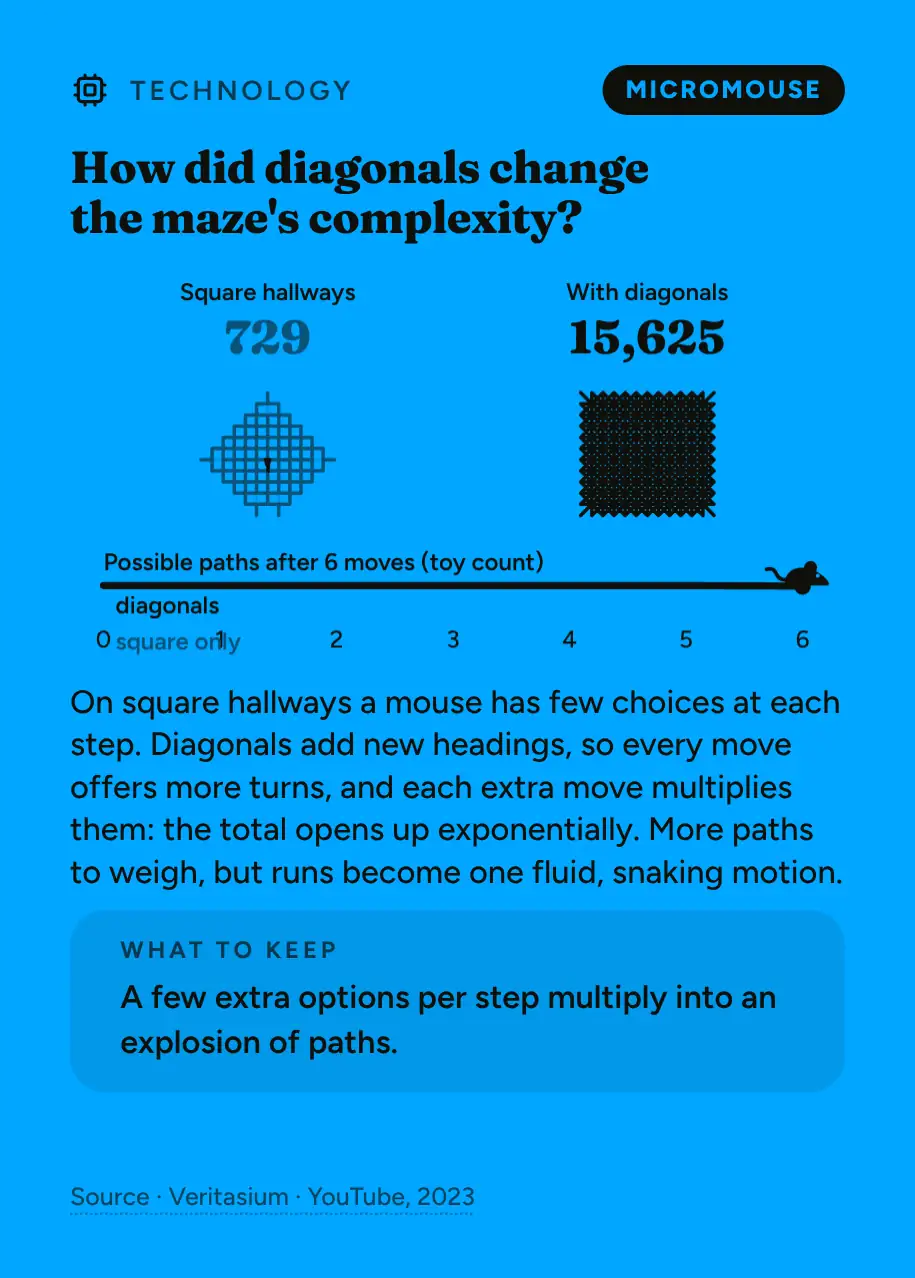 TECHNOLOGY
MICROMOUSE
How did diagonals change
the maze's complexity?
Square hallways
729
With diagonals
15,625
Possible paths after 6 moves (toy count)
diagonals
square only
0 1 2 3 4 5 6
On square hallways a mouse has few choices at each
step. Diagonals add new headings, so every move
offers more turns, and each extra move multiplies
them: the total opens up exponentially. More paths
to weigh, but runs become one fluid, snaking motion.
WHAT TO KEEP
A few extra options per step multiply into an
explosion of paths.
Source · Veritasium · YouTube, 2023